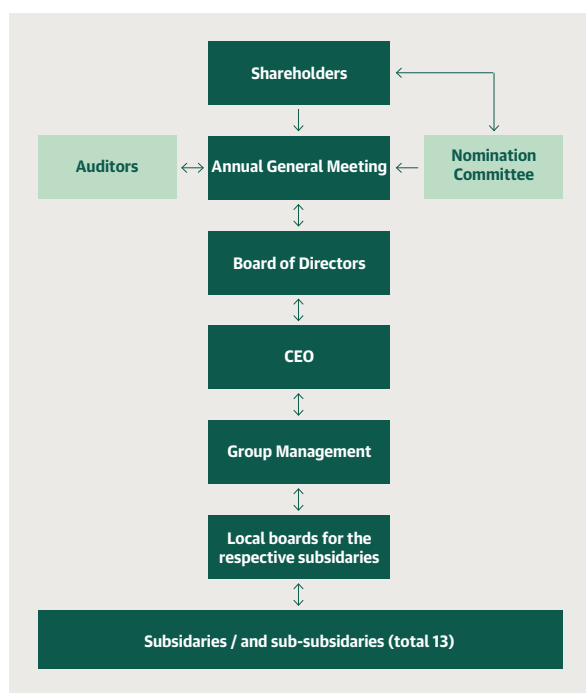 Shareholders
Auditors
Annual General Meeting
Nomination
Committee
Board of Directors
CEO
Group Management
Local boards for the
respective subsidaries
Subsidaries / and sub-subsidaries (total 13)